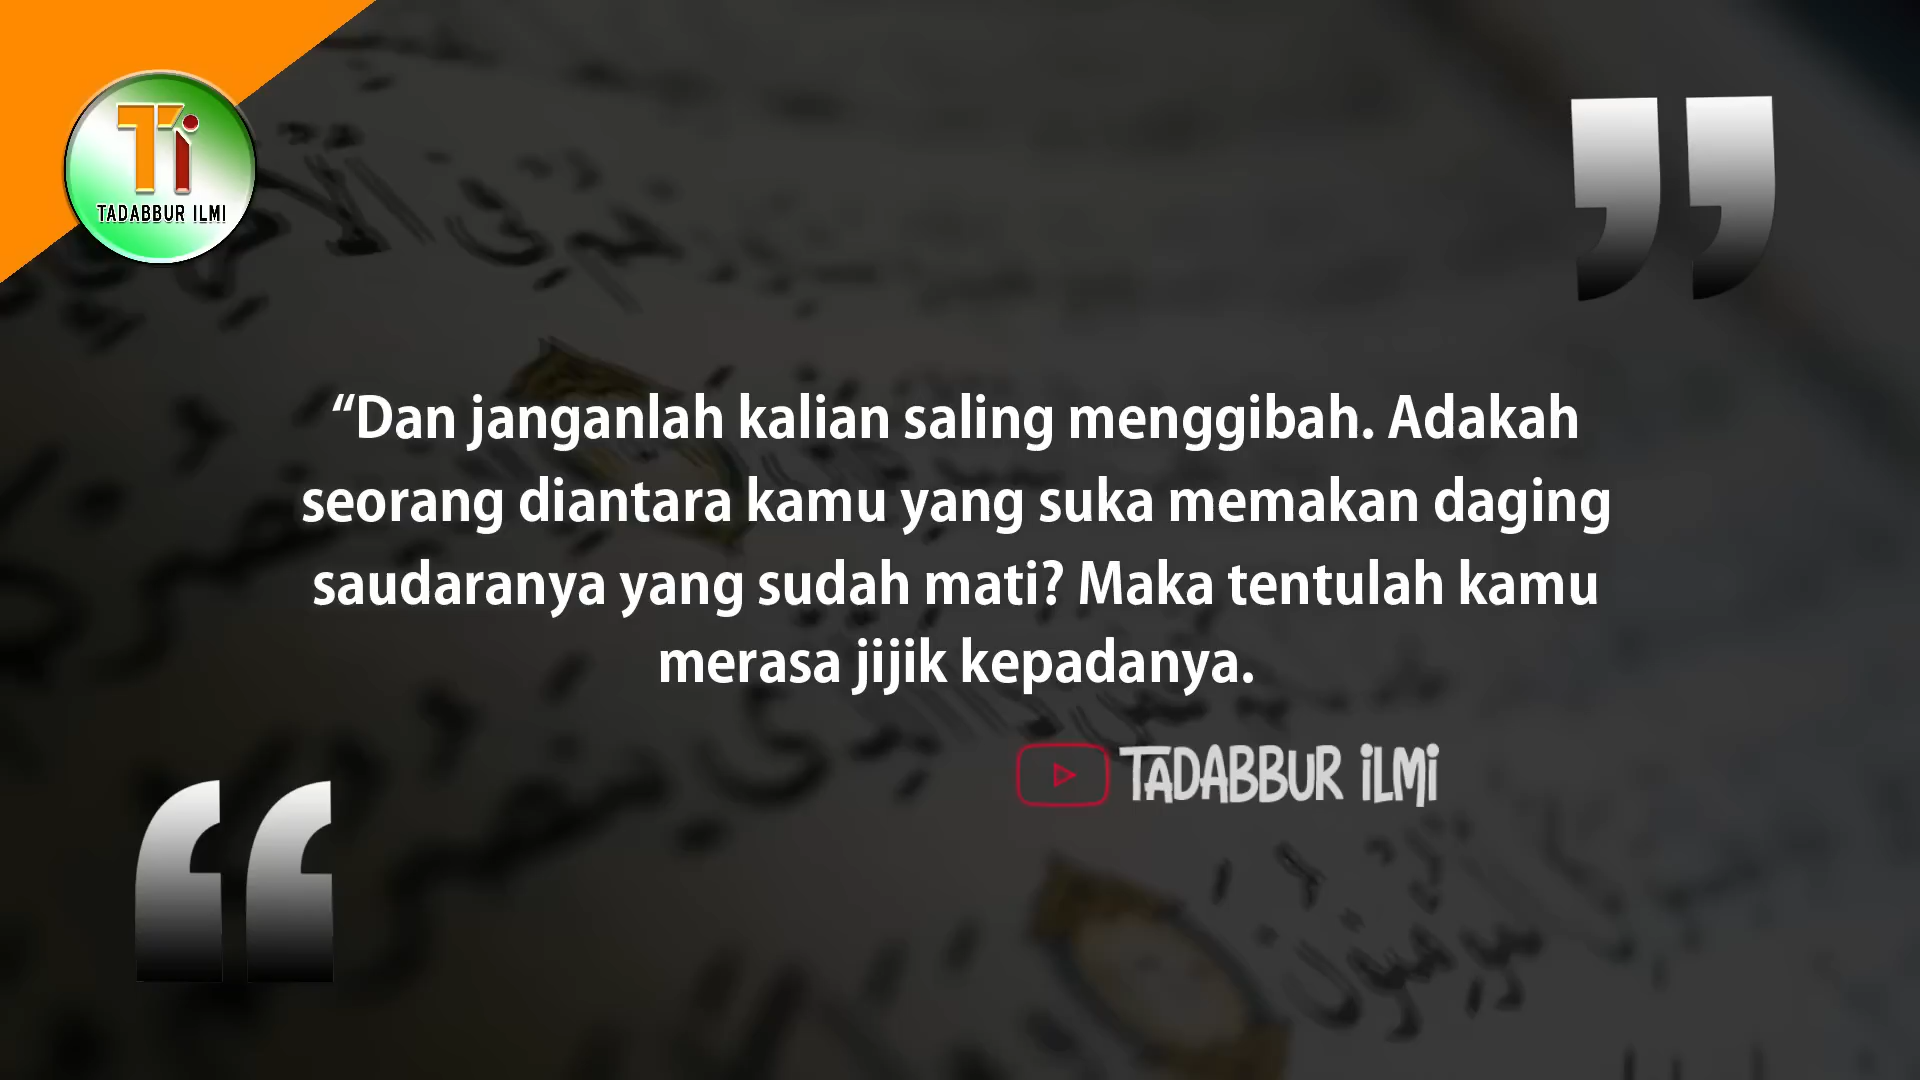 Ti
TADABBUR ILMI
“Dan janganlah kalian saling menggibah. Adakah
seorang diantara kamu yang suka memakan daging
saudaranya yang sudah mati? Maka tentulah kamu
merasa jijik kepadanya.
TADABBUR iLMi